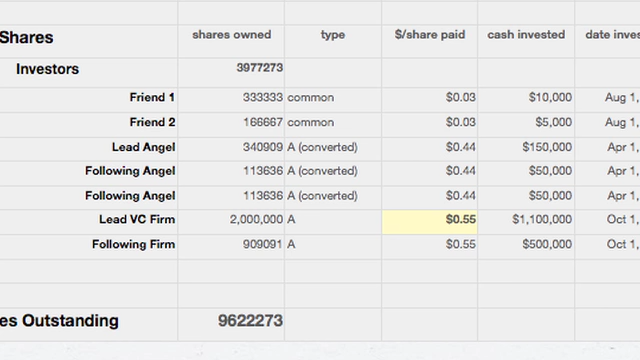 Shares shares owned type $/share paid cash invested date inves
Investors 3977273
Friend 1 333333 common $0.03 $10,000 Aug 1,
Friend 2 166667 common $0.03 $5,000 Aug 1,
Lead Angel 340909 A (converted) $0.44 $150,000 Apr 1,
Following Angel 113636 A (converted) $0.44 $50,000 Apr 1,
Following Angel 113636 A (converted) $0.44 $50,000 Apr 1,
Lead VC Firm 2,000,000 A $0.55 $1,100,000 Oct 1,
Following Firm 909091 A $0.55 $500,000 Oct 1,
es Outstanding 9622273